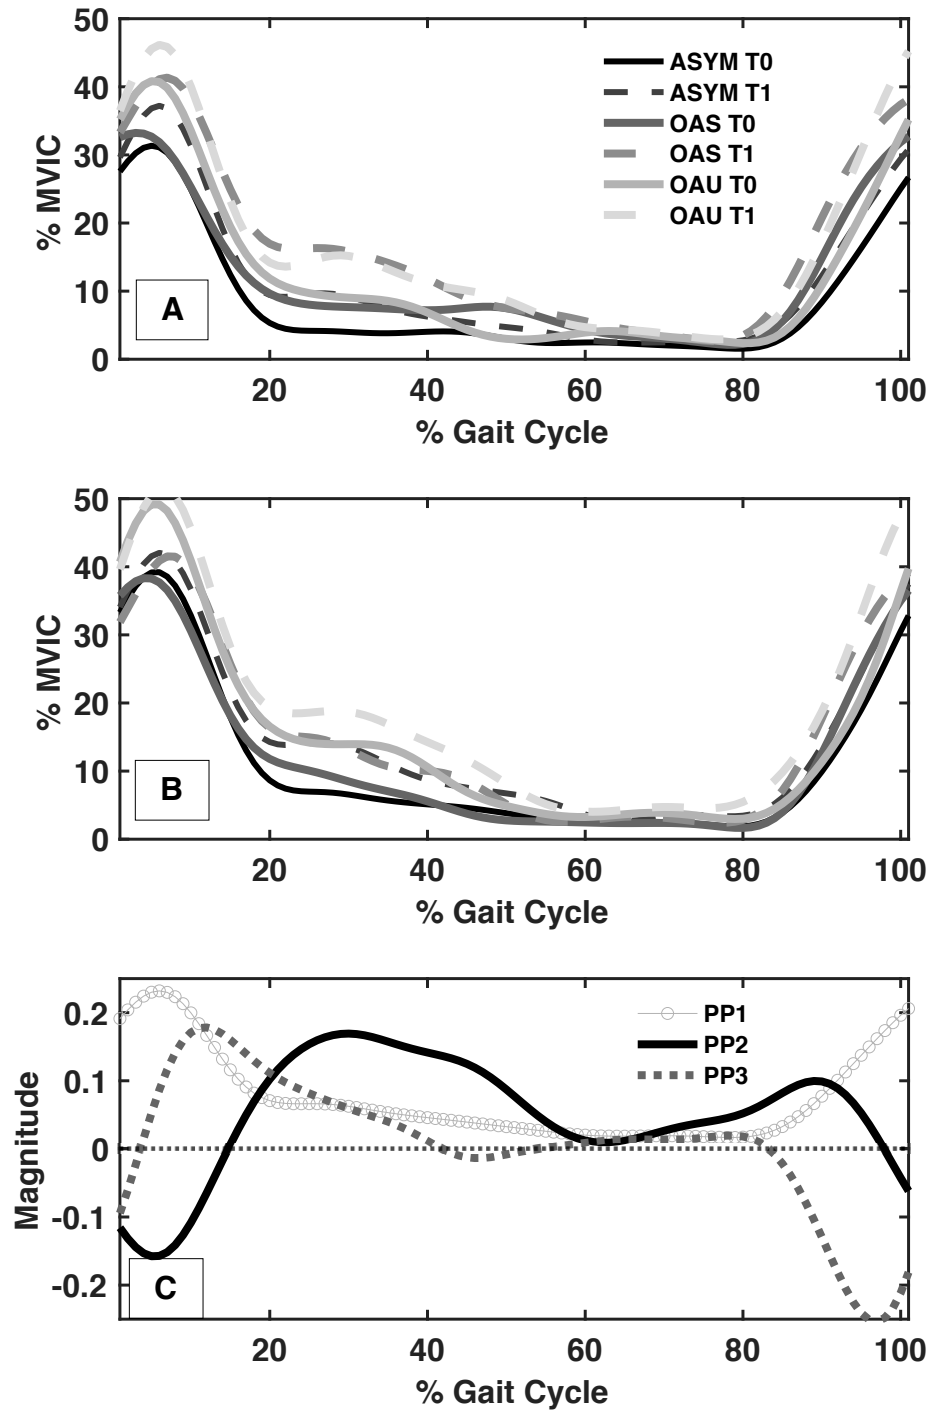 50
40
30
20
10
0
% MVIC
ASYM T0
ASYM T1
OAS T0
OAS T1
OAU T0
OAU T1
A
20 40 60 80 100
% Gait Cycle
50
40
30
20
10
0
% MVIC
B
20 40 60 80 100
% Gait Cycle
0.2
0.1
0
-0.1
-0.2
Magnitude
PP1
PP2
PP3
C
20 40 60 80 100
% Gait Cycle